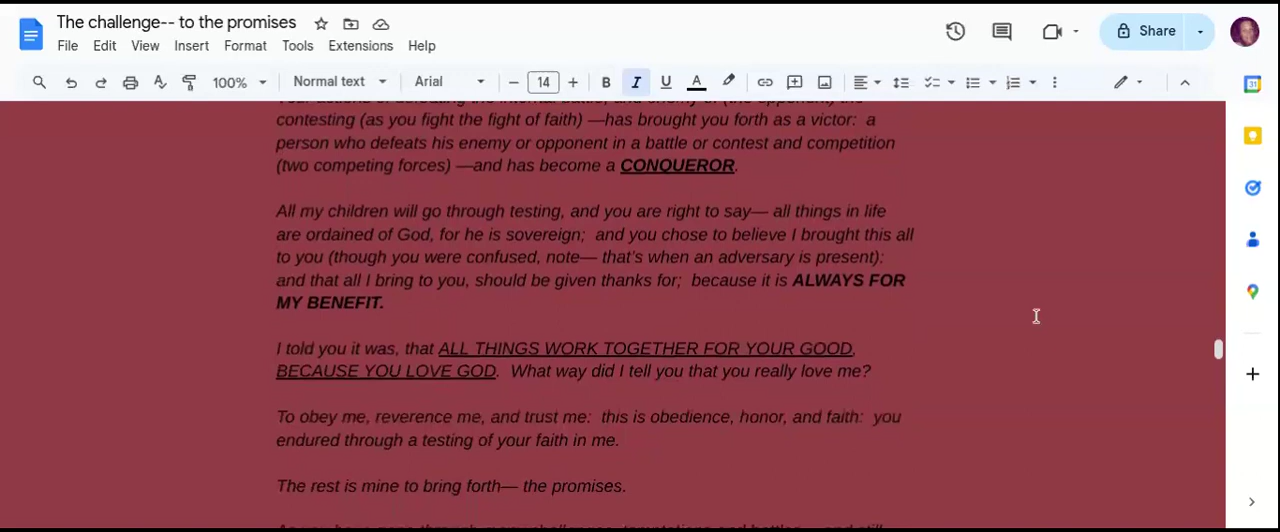 The challenge-- to the promises
File Edit View Insert Format Tools Extensions Help
Share
100% Normal text Arial 14 B I U A
31
contesting (as you fight the fight of faith) —has brought you forth as a victor: a
person who defeats his enemy or opponent in a battle or contest and competition
(two competing forces) —and has become a CONQUEROR.
All my children will go through testing, and you are right to say— all things in life
are ordained of God, for he is sovereign; and you chose to believe I brought this all
to you (though you were confused, note— that's when an adversary is present):
and that all I bring to you, should be given thanks for; because it is ALWAYS FOR
MY BENEFIT.
I told you it was, that ALL THINGS WORK TOGETHER FOR YOUR GOOD,
BECAUSE YOU LOVE GOD. What way did I tell you that you really love me?
To obey me, reverence me, and trust me: this is obedience, honor, and faith: you
endured through a testing of your faith in me.
The rest is mine to bring forth— the promises.